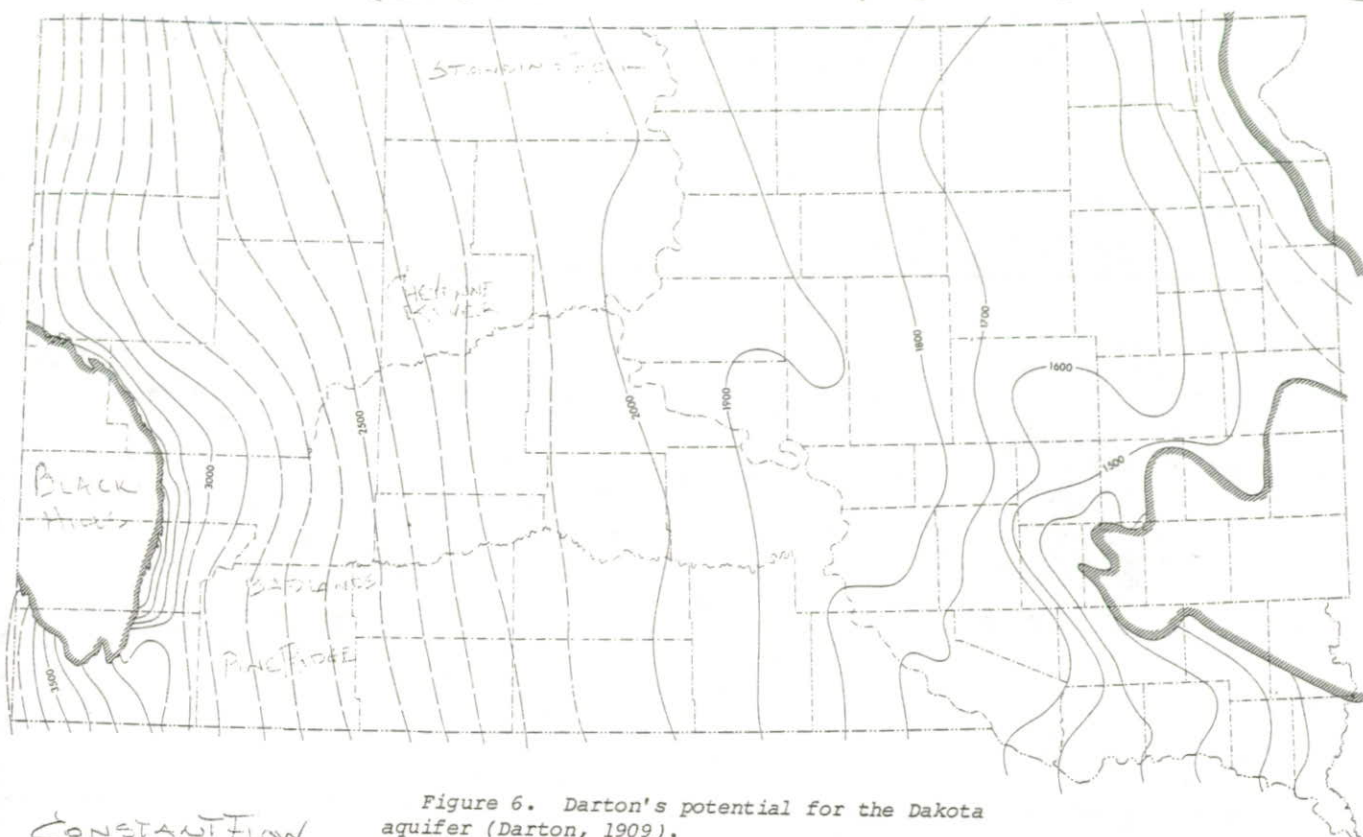 STANDING
CHEYENNE
RIVER
1800
1700
1600
2500
2000
1900
3000
1500
BLACK
HILLS
BADLANDS
PINE RIDGE
3500
Figure 6. Darton's potential for the Dakota
CONSTANT FLOW
aquifer (Darton, 1909).